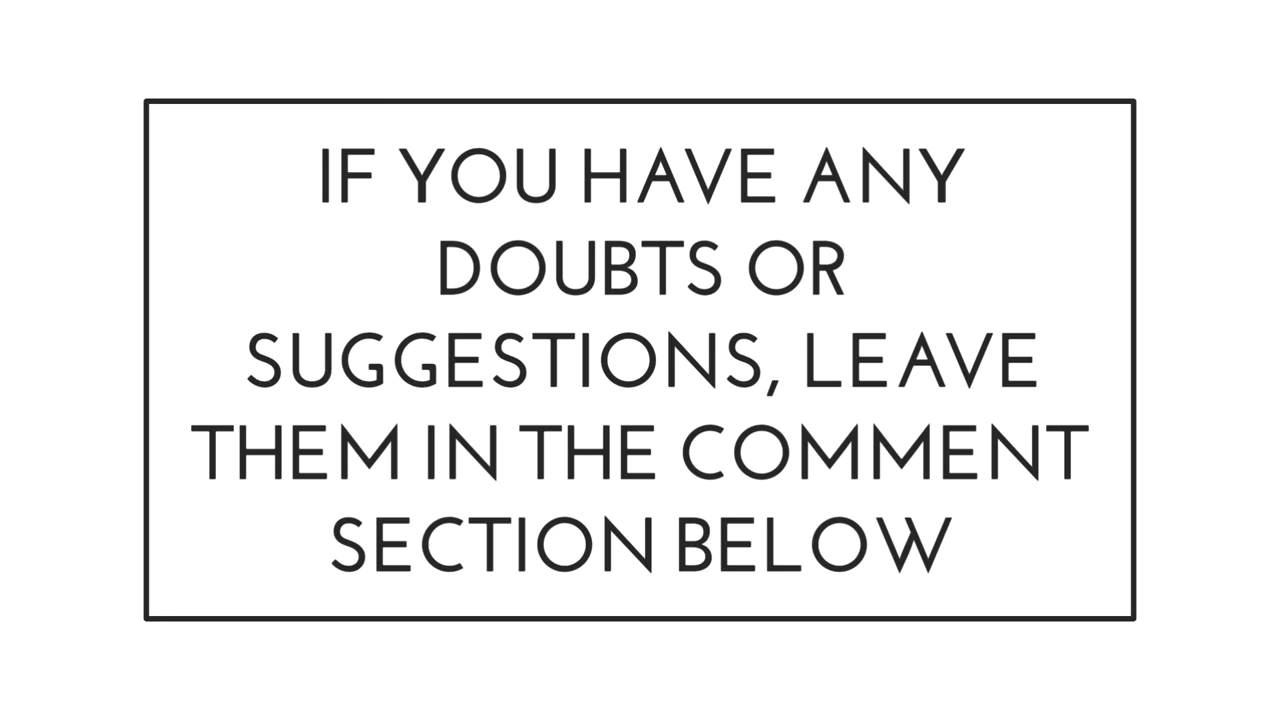 IF YOU HAVE ANY
DOUBTS OR
SUGGESTIONS, LEAVE
THEM IN THE COMMENT
SECTION BELOW